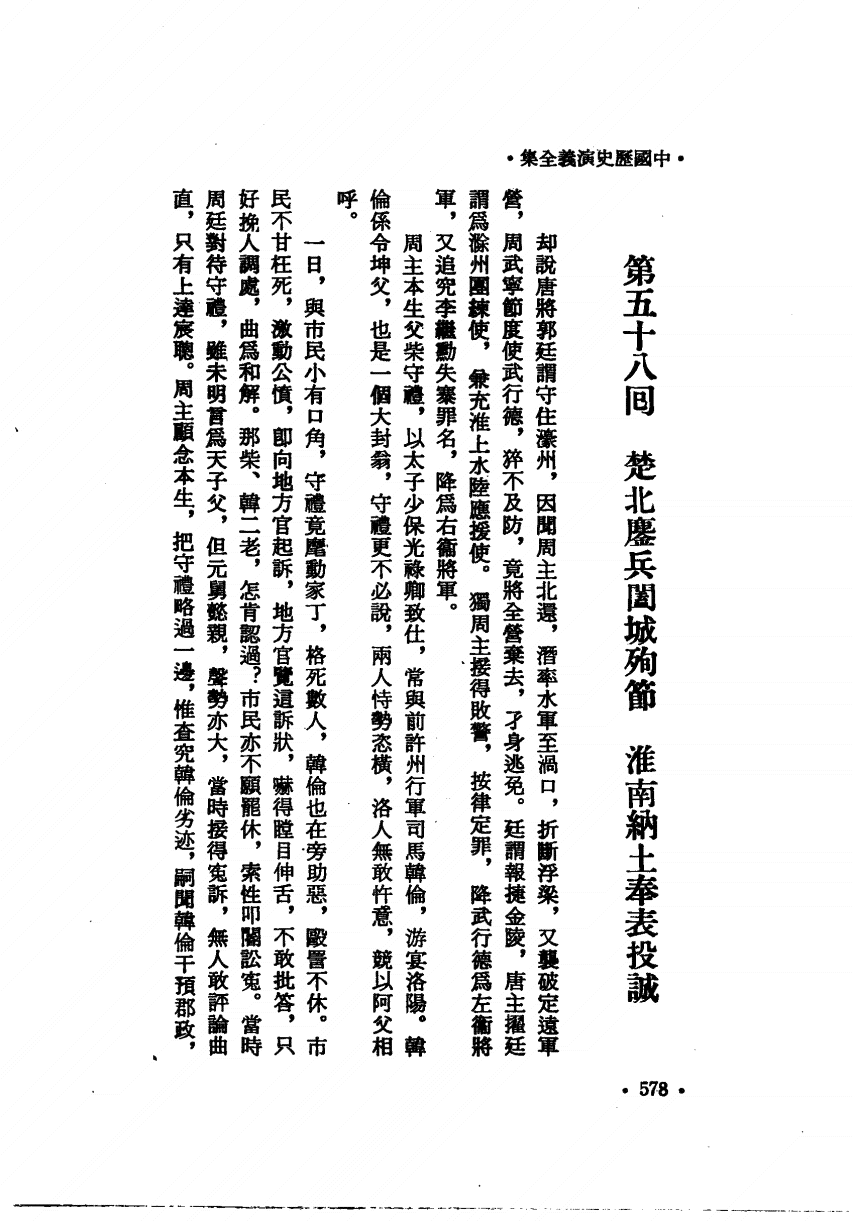 ·中國歷史演義全集·
第五十八回　楚北鏖兵闔城殉節　淮南納土奉表投誠
却說唐將郭廷謂守住濠州，因聞周主北還，潛率水軍至渦口，折斷浮梁，又襲破定遠軍
營，周武寧節度使武行德，猝不及防，竟將全營棄去，孑身逃免。廷謂報捷金陵，唐主擢廷
謂爲滁州團練使，兼充淮上水陸應援使。獨周主接得敗警，按律定罪，降武行德爲左衞將
軍，又追究李繼勳失寨罪名，降爲右衞將軍。
周主本生父柴守禮，以太子少保光祿卿致仕，常與前許州行軍司馬韓倫，游宴洛陽。韓
倫係令坤父，也是一個大封翁，守禮更不必說，兩人恃勢恣橫，洛人無敢忤意，競以阿父相
呼。
一日，與市民小有口角，守禮竟麾動家丁，格死數人，韓倫也在旁助惡，毆詈不休。市
民不甘枉死，激動公憤，卽向地方官起訴，地方官覽這訴狀，嚇得瞠目伸舌，不敢批答，只
好挽人調處，曲爲和解。那柴、韓二老，怎肯認過？市民亦不願罷休，索性叩闍訟寃。當時
周廷對待守禮，雖未明言爲天子父，但元舅懿親，聲勢亦大，當時接得寃訴，無人敢評論曲
直，只有上達宸聰。周主顧念本生，把守禮略過一邊，惟查究韓倫劣迹，嗣聞韓倫干預郡政，
·578·